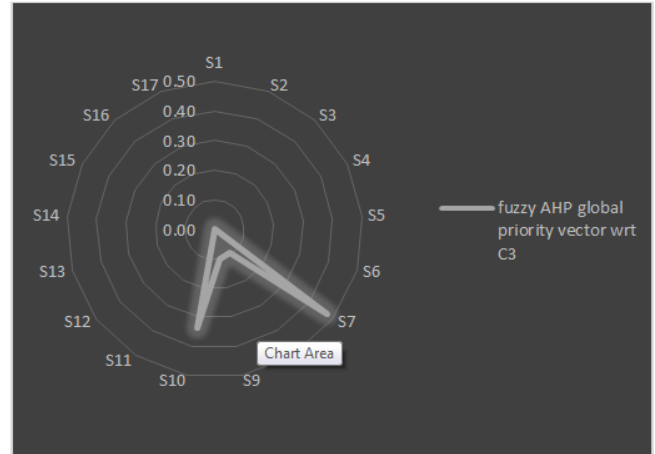 S1
S2
S3
S4
S5
S6
S7
S9
S10
S11
S12
S13
S14
S15
S16
S17
0.50
0.40
0.30
0.20
0.10
0.00
fuzzy AHP global
priority vector wrt
C3
Chart Area